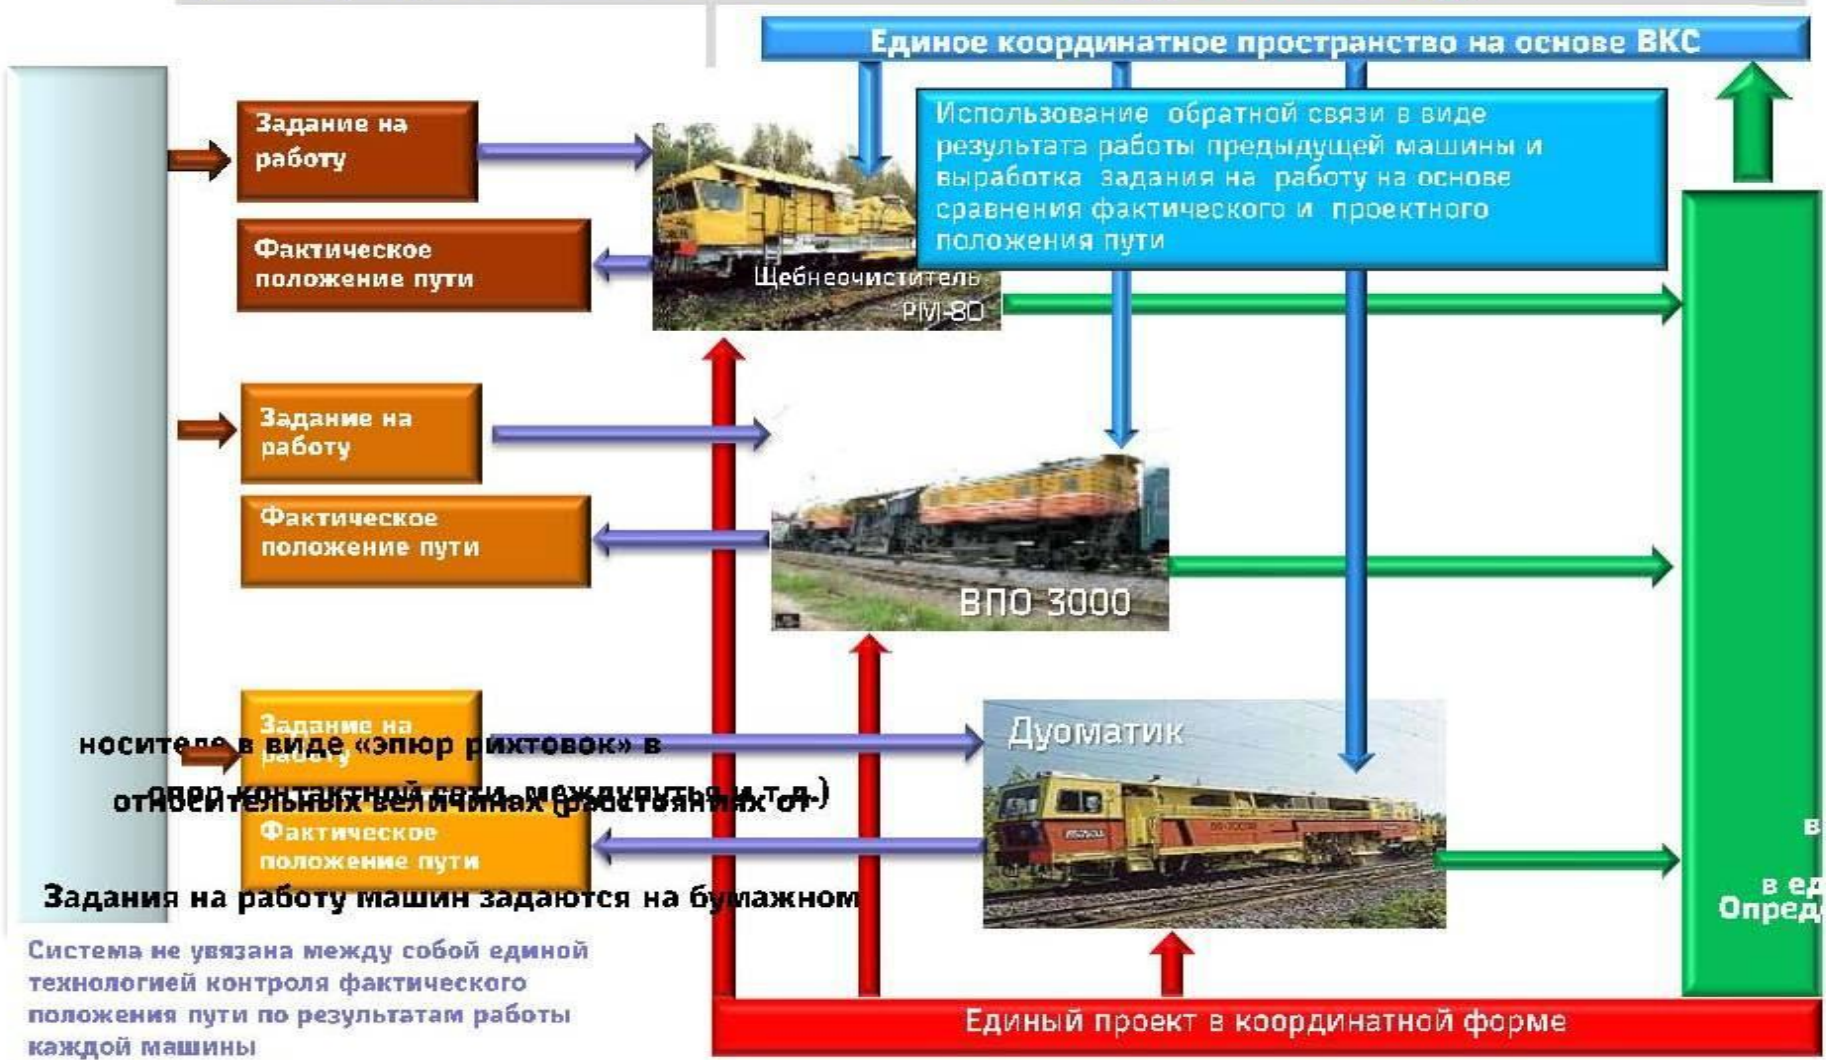 Единое координатное пространство на основе ВКС
Использование обратной связи в виде
результата работы предыдущей машины и
выработка задания на работу на основе
сравнения фактического и проектного
положения пути
Задание на
работу
Фактическое
положение пути
Щебнеочиститель
РМ-80
Задание на
работу
Фактическое
положение пути
ВПО 3000
Задание на
работу
носителе в виде «эпюр рихтовок» в
опор контактной сети, междупутья и т.д.)
относительных величинах (расстояниях от
Фактическое
положение пути
Дуоматик
Задания на работу машин задаются на бумажном
в
в ед
Опред
Система не увязана между собой единой
технологией контроля фактического
положения пути по результатам работы
каждой машины
Единый проект в координатной форме